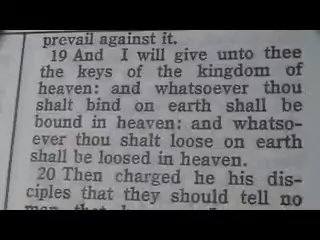 prevail against it.
19 And I will give unto thee
the keys of the kingdom of
heaven: and whatsoever thou
shalt bind on earth shall be
bound in heaven: and whatso-
ever thou shalt loose on earth
shall be loosed in heaven.
20 Then charged he his dis-
ciples that they should tell no
man that